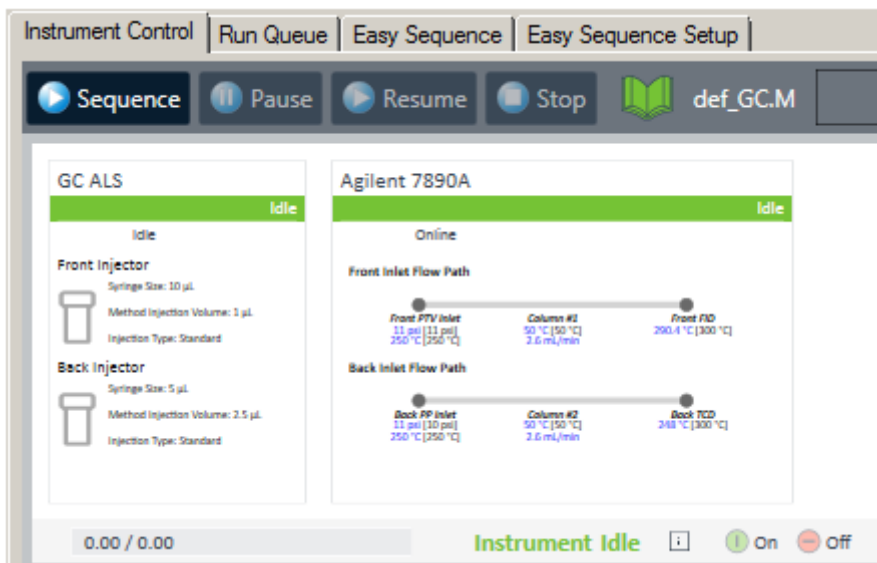 Instrument Control Run Queue Easy Sequence Easy Sequence Setup
Sequence Pause Resume Stop def_GC.M
GC ALS
Idle
Idle
Front Injector
Syringe Size: 10 µL
Method Injection Volume: 1 µL
Injection Type: Standard
Back Injector
Syringe Size: 5 µL
Method Injection Volume: 2.5 µL
Injection Type: Standard
Agilent 7890A
Idle
Online
Front Inlet Flow Path
Front PTV Inlet Column #1 Front FID
11 psi [11 psi] 50 °C [50 °C] 290.4 °C [300 °C]
250 °C [250 °C] 2.6 mL/min
Back Inlet Flow Path
Back PP Inlet Column #2 Back TCD
11 psi [10 psi] 50 °C [50 °C] 248 °C [300 °C]
250 °C [250 °C] 2.6 mL/min
0.00 / 0.00 Instrument Idle i On Off